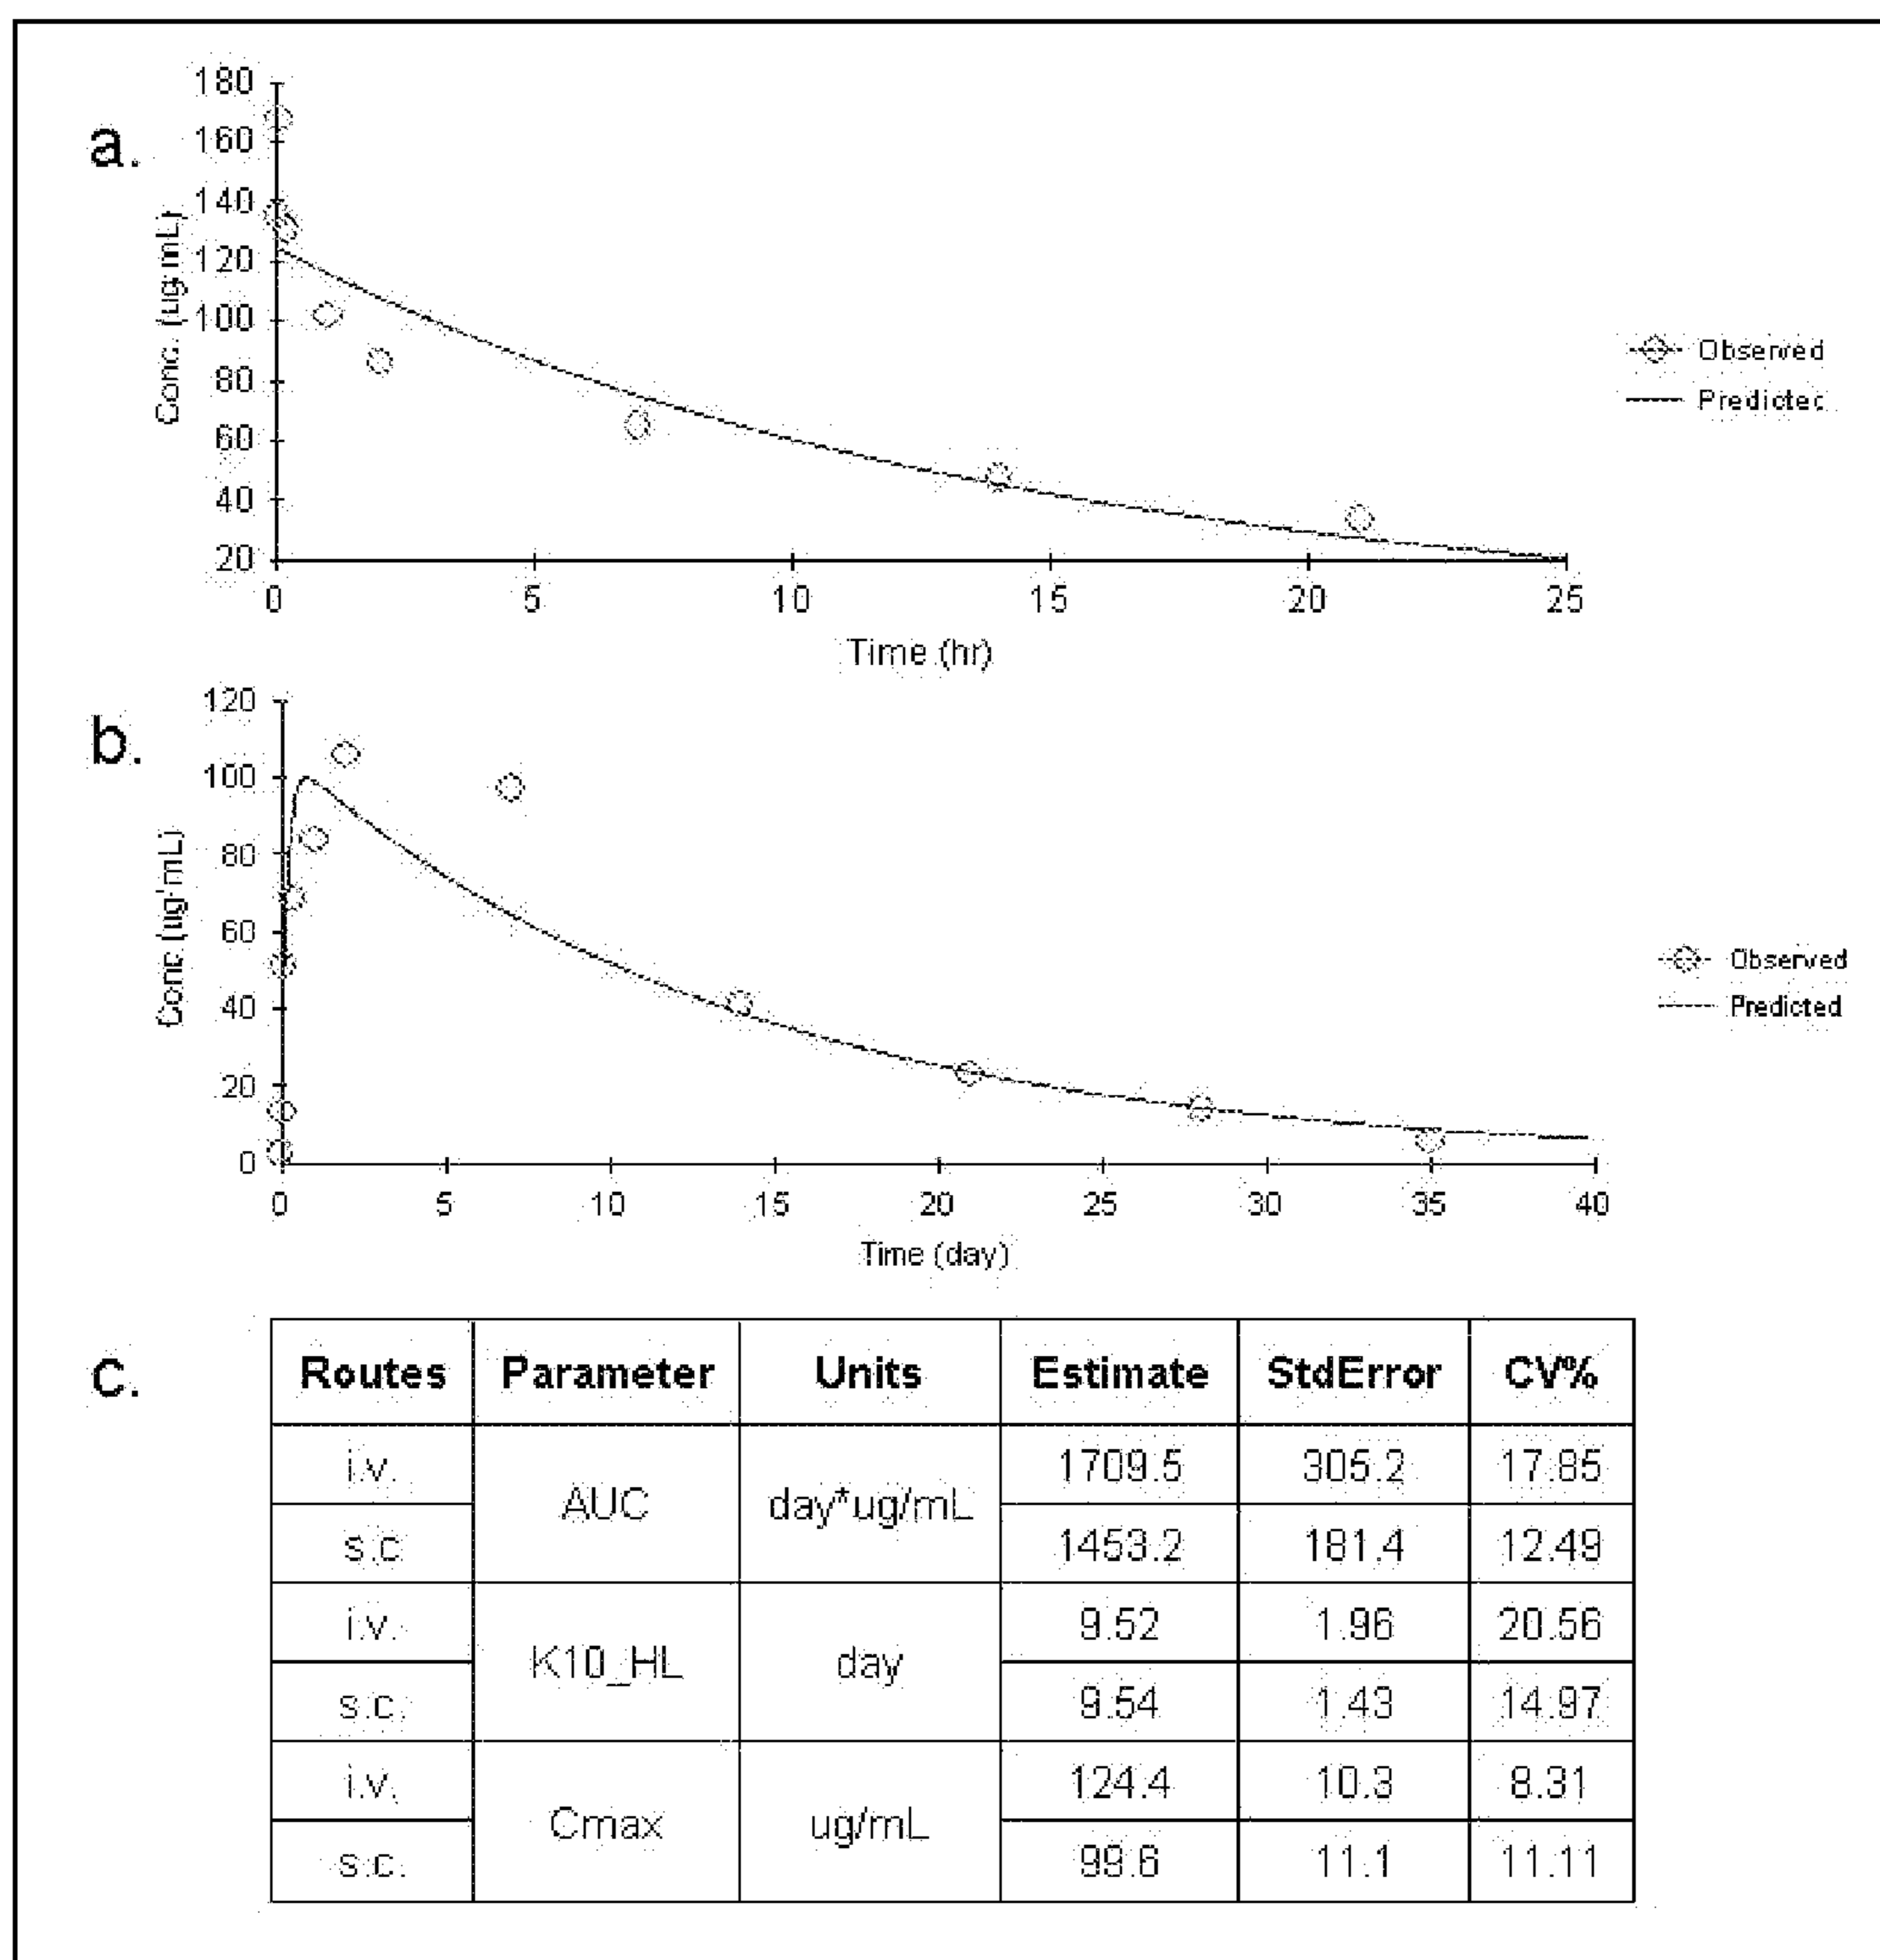 a.
180
160
140
120
100
80
60
40
20
Conc. (ug/mL)
0 5 10 15 20 25
Time (hr)
Observed
Predicted
b.
120
100
80
60
40
20
0
Conc (ug/mL)
0 5 10 15 20 25 30 35 40
Time (day)
Observed
Predicted
c.
Routes Parameter Units Estimate StdError CV%
i.v. AUC day*ug/mL 1709.5 305.2 17.85
s.c 1453.2 181.4 12.49
i.v. K10_HL day 9.52 1.96 20.56
s.c. 9.54 1.43 14.97
i.v. Cmax ug/mL 124.4 10.3 8.31
s.c. 99.6 11.1 11.11